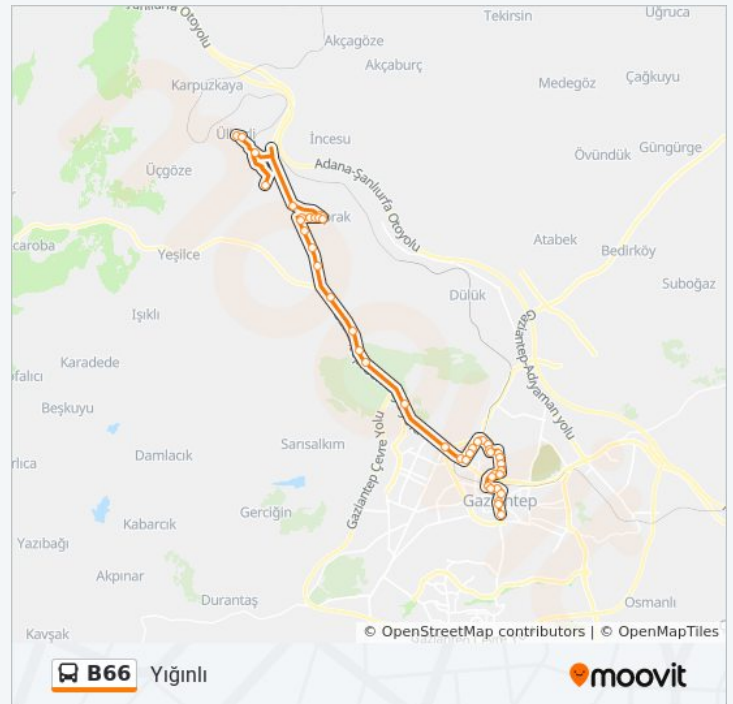 Tekirsin
Uğruca
Şanlıurfa Otoyolu
Akçagöze
Akçaburç
Karpuzkaya
Medegöz
Çağkuyu
İncesu
Övündük
Güngürge
Üçgöze
Adana-Şanlıurfa Otoyolu
Atabek
Bedirköy
Yeşilce
Suboğaz
Dülük
Işıklı
Gaziantep-Adıyaman yolu
Karadede
Beşkuyu
Sarısalkım
Damlacık
Gaziantep Çevre Yolu
Gaziantep
Gerciğin
Kabarcık
Yazıbağı
Akpınar
Durantaş
Osmanlı
Kavşak
© OpenStreetMap contributors | © OpenMapTiles
B66 Yığınlı
moovit